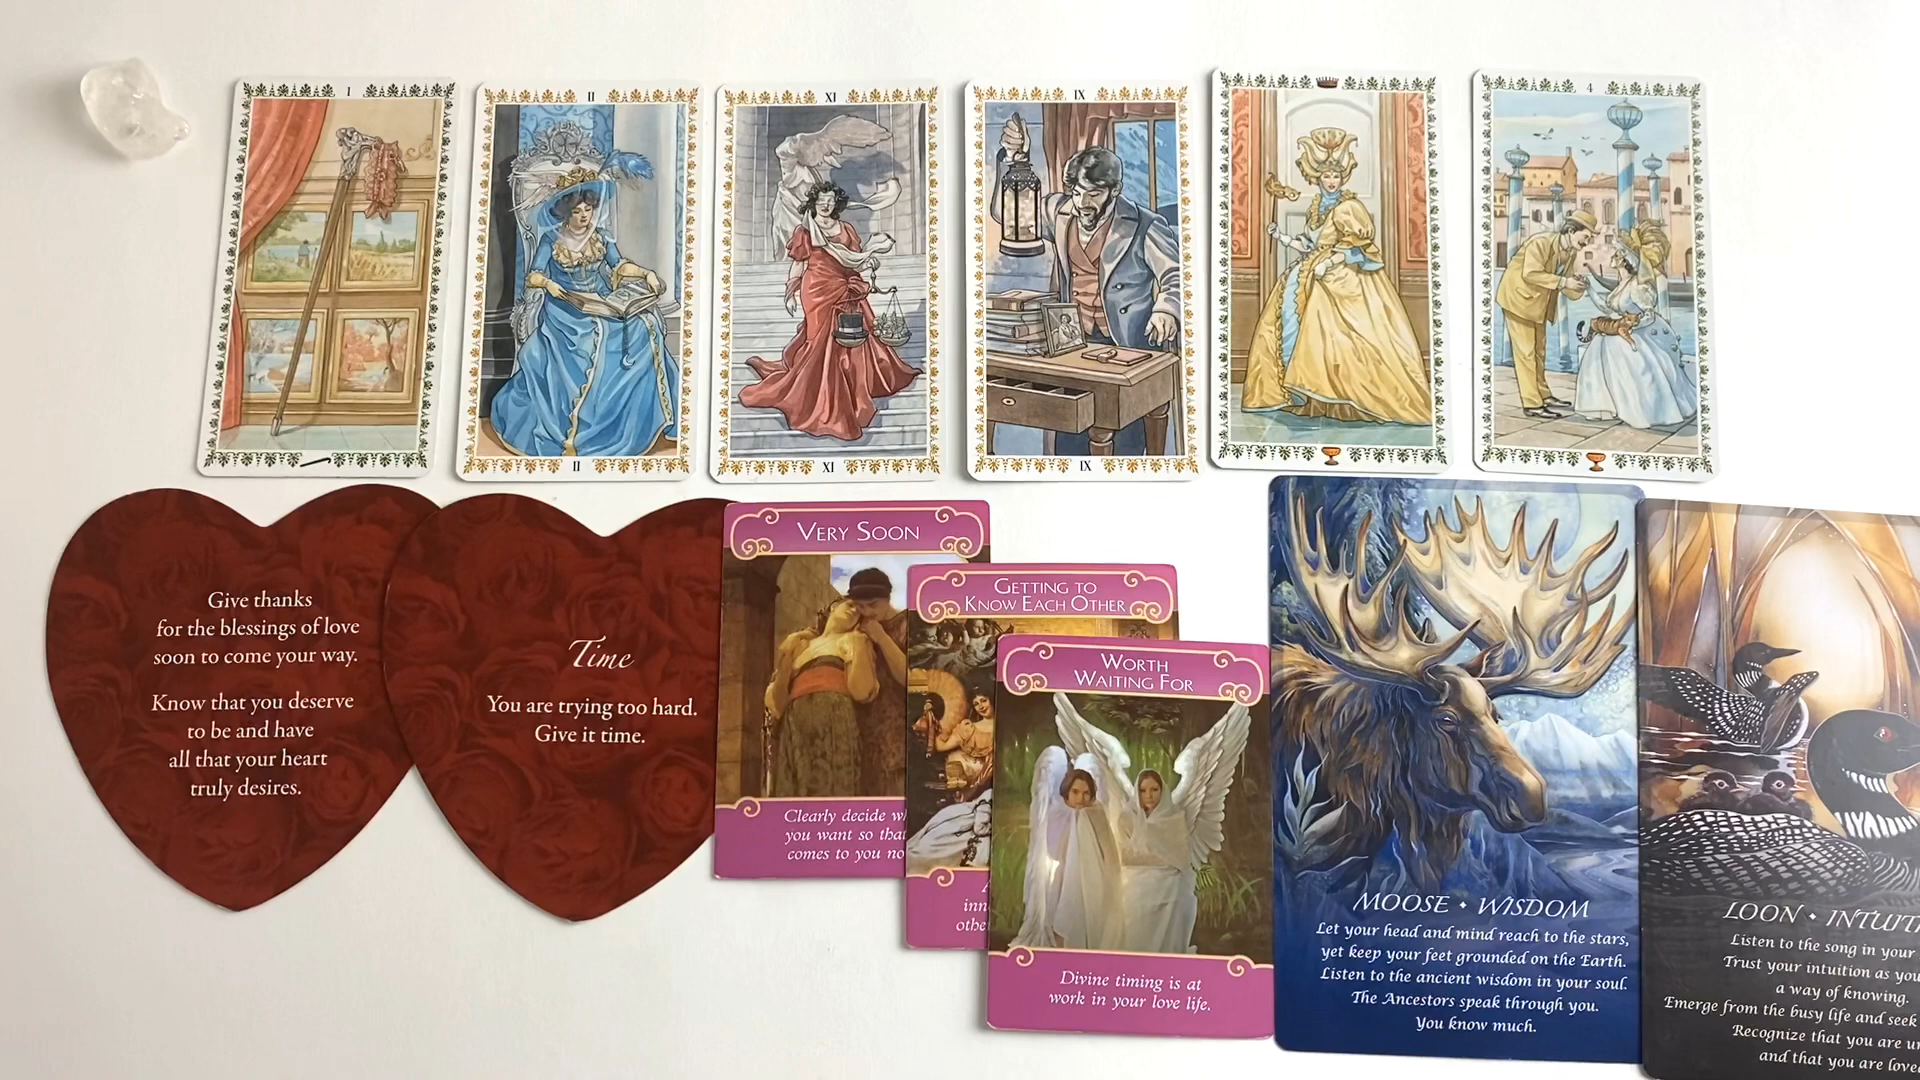 I
II
XI
IX
4
II
XI
IX
Give thanks
for the blessings of love
soon to come your way.
Know that you deserve
to be and have
all that your heart
truly desires.
Time
You are trying too hard.
Give it time.
VERY SOON
Clearly decide
you want so
comes to you
GETTING TO
KNOW EACH OTHER
WORTH
WAITING FOR
Divine timing is at
work in your love life.
MOOSE • WISDOM
Let your head and mind reach to the stars,
yet keep your feet grounded on the Earth.
Listen to the ancient wisdom in your soul.
The Ancestors speak through you.
You know much.
LOON •
Listen to the song in your
Trust your intuition as
a way of knowing.
Emerge from the busy life and seek
Recognize that you are
and that you are